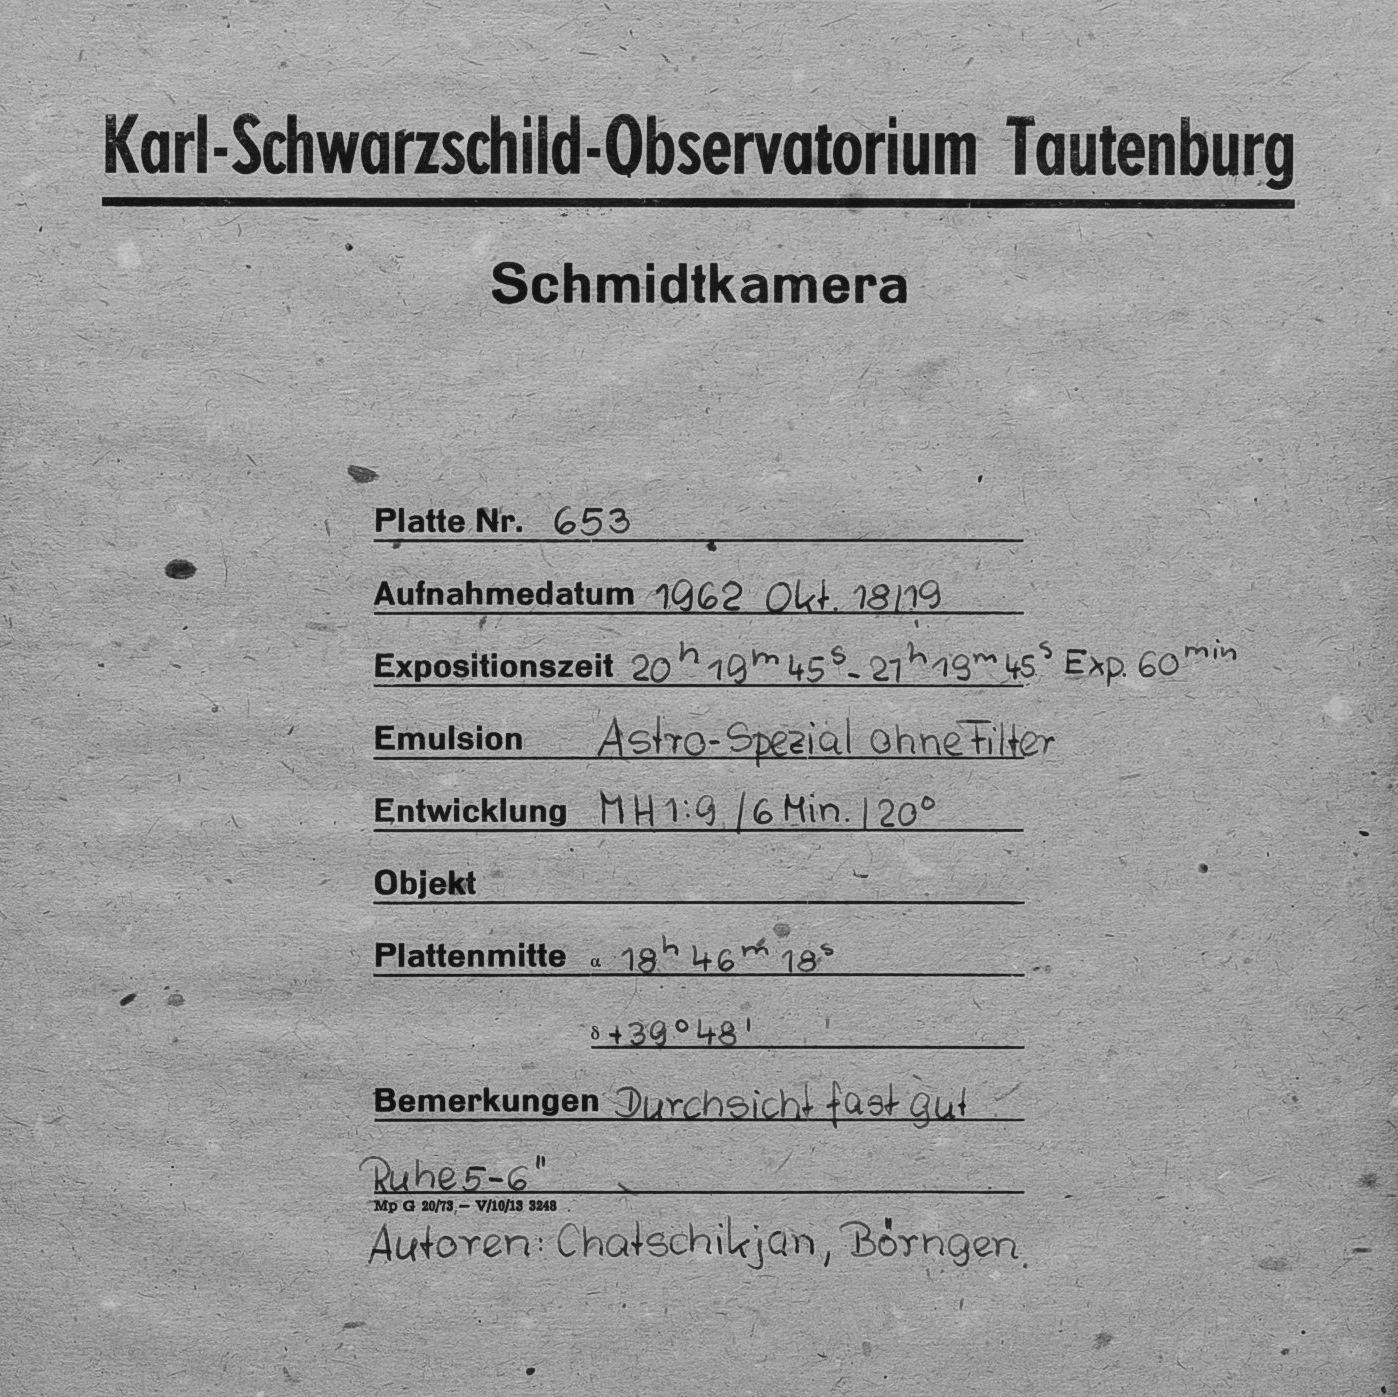 Karl-Schwarzschild-Observatorium Tautenburg
Schmidtkamera
Platte Nr. 653
Aufnahmedatum 1962 Okt. 18/19
Expositionszeit 20h 19m 45s - 21h 19m 45s Exp. 60min
Emulsion Astro-Spezial ohne Filter
Entwicklung MH 1:9 / 6 Min. / 20°
Objekt
Plattenmitte α 18h 46m 18s
δ +39° 48'
Bemerkungen Durchsicht fast gut
Ruhe 5-6"
Mp G 20/73, – V/10/13 3248
Autoren: Chatschikjan, Börngen.